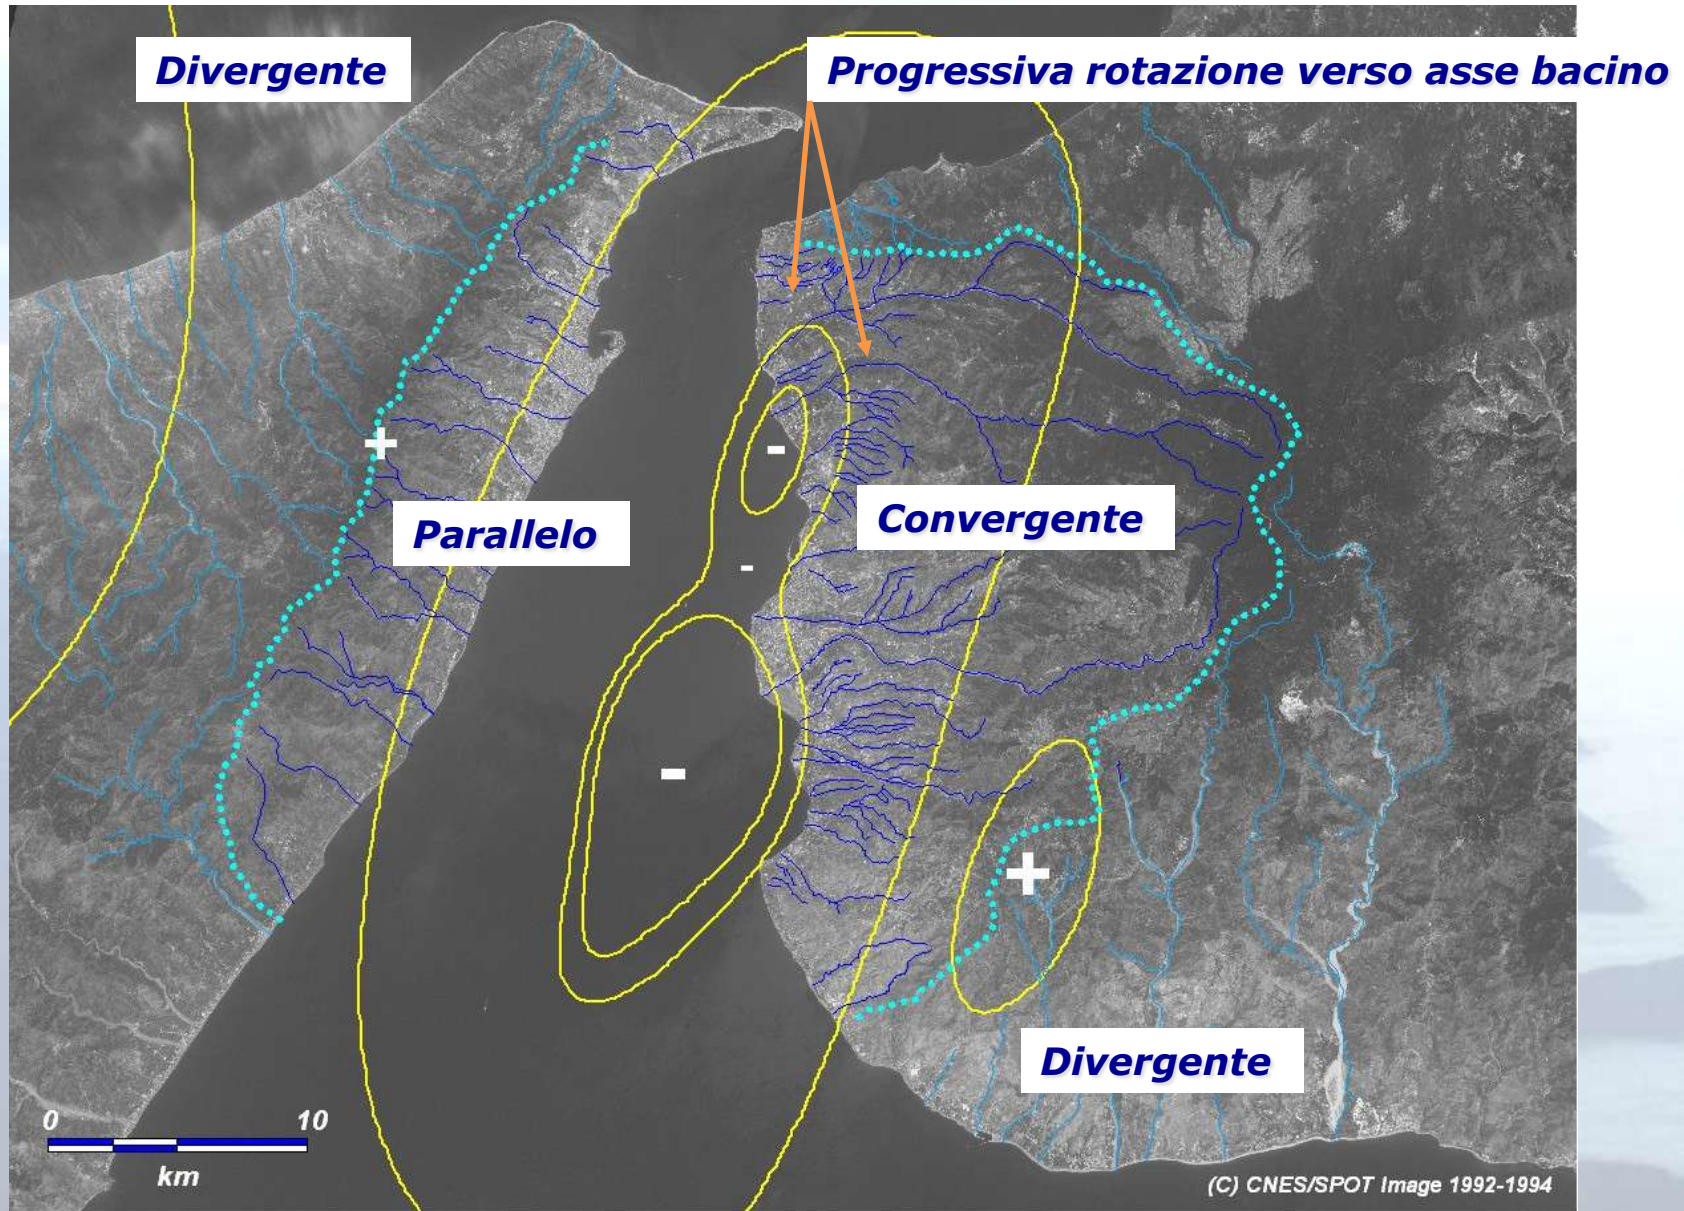 Divergente
Progressiva rotazione verso asse bacino
+
-
Parallelo
Convergente
-
-
+
Divergente
0 10
km
(C) CNES/SPOT Image 1992-1994